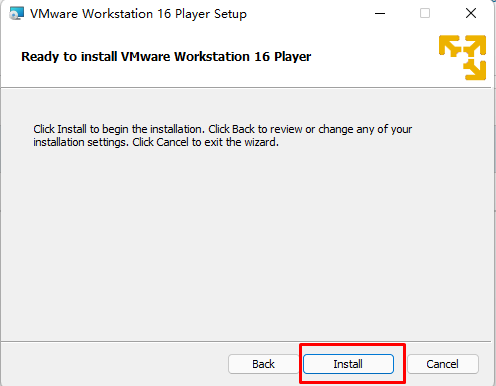 VMware Workstation 16 Player Setup
Ready to install VMware Workstation 16 Player
Click Install to begin the installation. Click Back to review or change any of your
installation settings. Click Cancel to exit the wizard.
Back Install Cancel